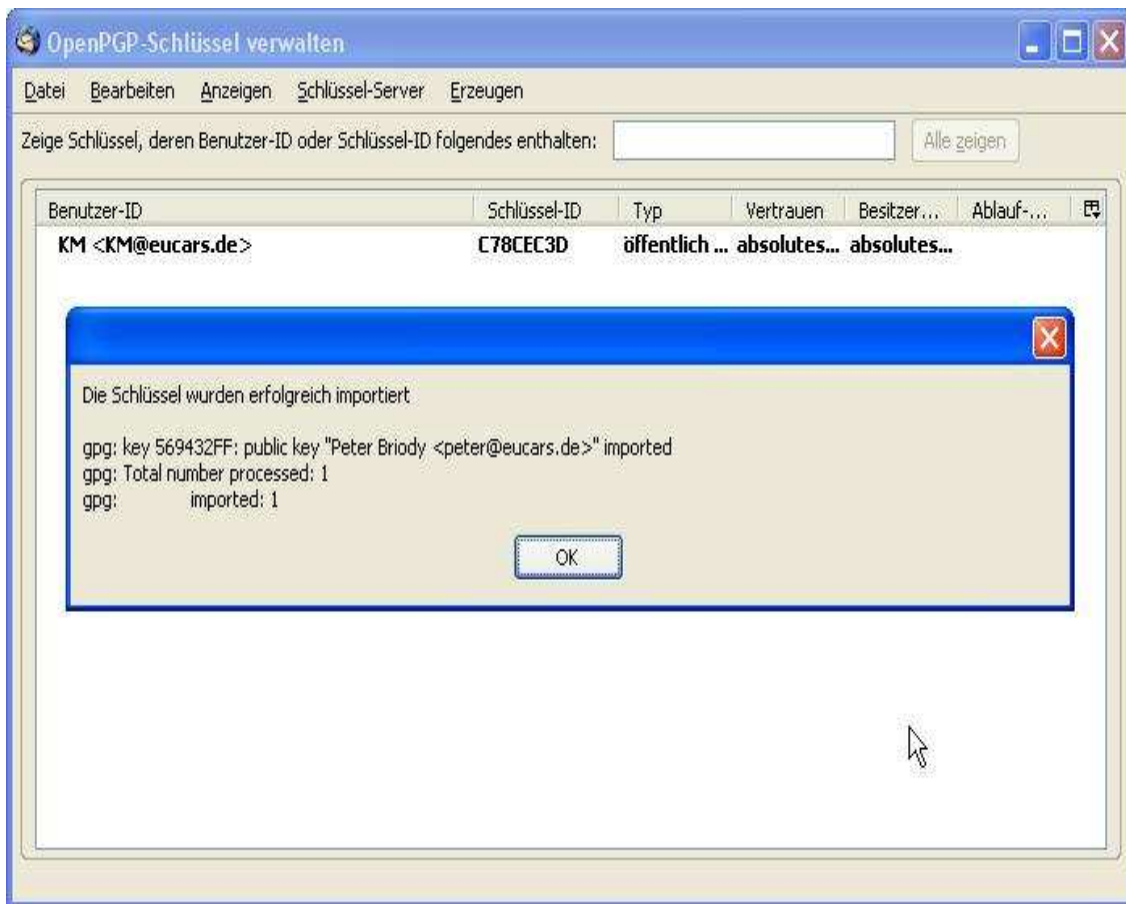 OpenPGP-Schlüssel verwalten
Datei Bearbeiten Anzeigen Schlüssel-Server Erzeugen
Zeige Schlüssel, deren Benutzer-ID oder Schlüssel-ID folgendes enthalten: Alle zeigen
Benutzer-ID Schlüssel-ID Typ Vertrauen Besitzer... Ablauf-...
KM <KM@eucars.de> C78CEC3D öffentlich ... absolutes... absolutes...
Die Schlüssel wurden erfolgreich importiert
gpg: key 569432FF: public key "Peter Briody <peter@eucars.de>" imported
gpg: Total number processed: 1
gpg: imported: 1
OK